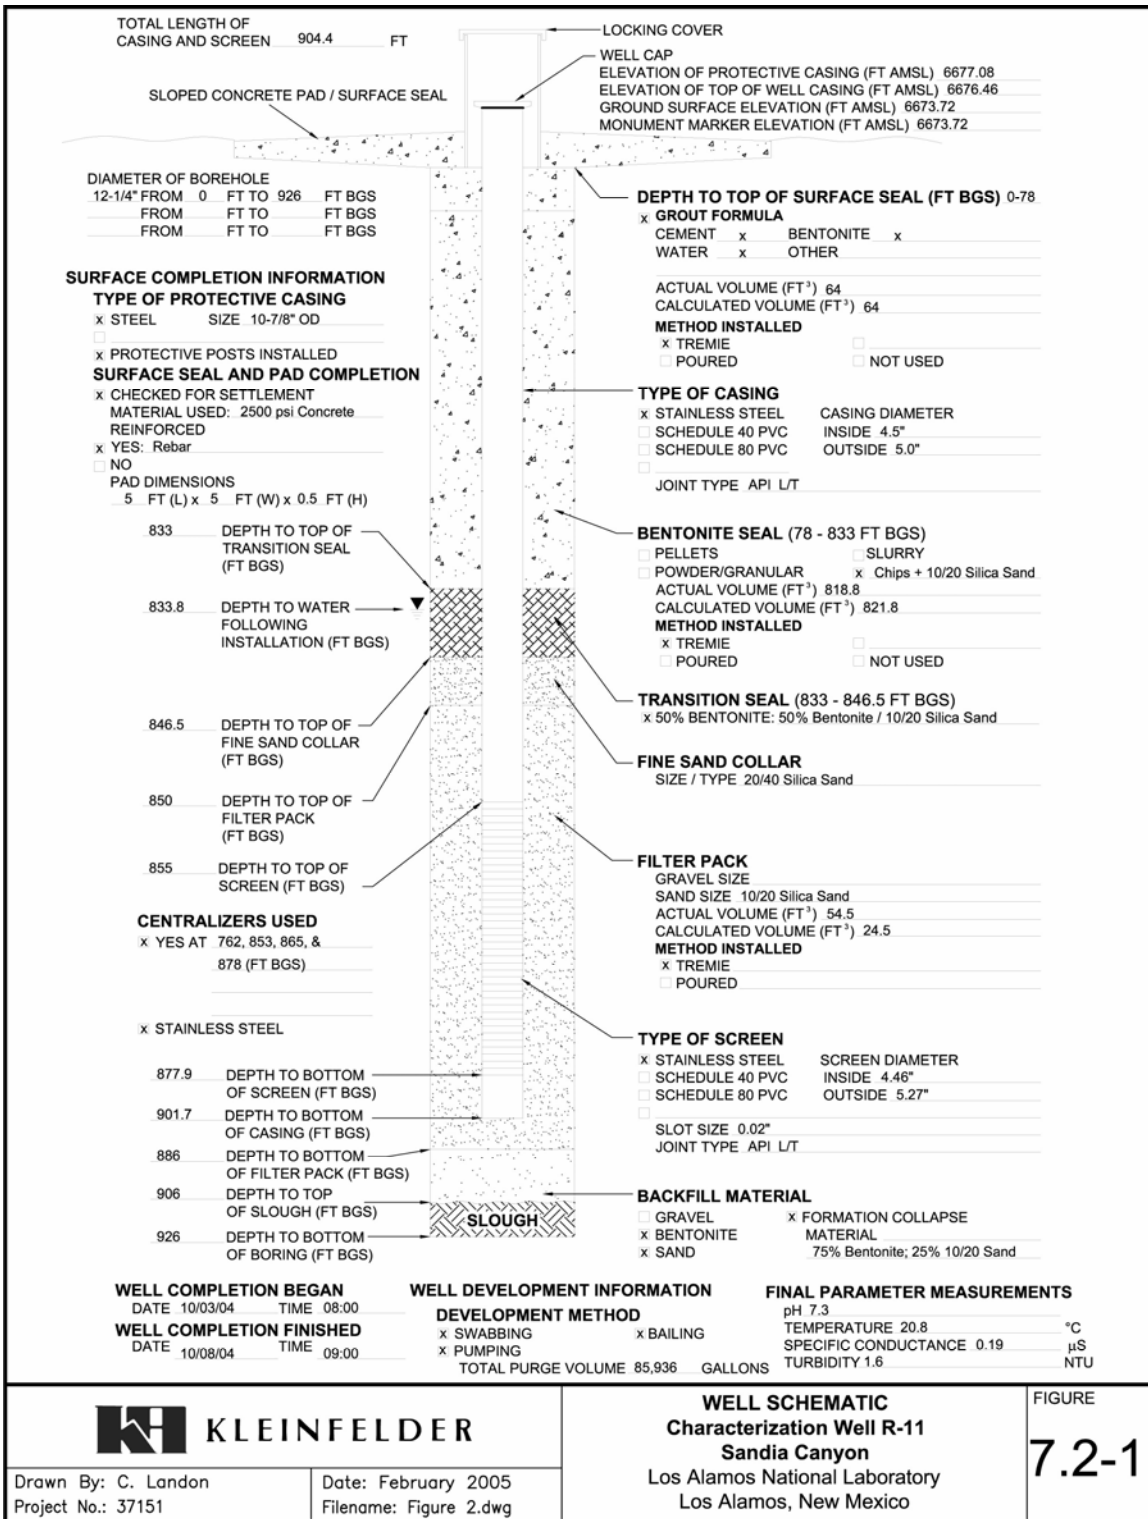 TOTAL LENGTH OF
CASING AND SCREEN 904.4 FT
LOCKING COVER
WELL CAP
ELEVATION OF PROTECTIVE CASING (FT AMSL) 6677.08
ELEVATION OF TOP OF WELL CASING (FT AMSL) 6676.46
GROUND SURFACE ELEVATION (FT AMSL) 6673.72
MONUMENT MARKER ELEVATION (FT AMSL) 6673.72
SLOPED CONCRETE PAD / SURFACE SEAL
DIAMETER OF BOREHOLE
12-1/4" FROM 0 FT TO 926 FT BGS
FROM FT TO FT BGS
FROM FT TO FT BGS
SURFACE COMPLETION INFORMATION
TYPE OF PROTECTIVE CASING
x STEEL SIZE 10-7/8" OD
x PROTECTIVE POSTS INSTALLED
SURFACE SEAL AND PAD COMPLETION
x CHECKED FOR SETTLEMENT
MATERIAL USED: 2500 psi Concrete
REINFORCED
x YES: Rebar
NO
PAD DIMENSIONS
5 FT (L) x 5 FT (W) x 0.5 FT (H)
833 DEPTH TO TOP OF
TRANSITION SEAL
(FT BGS)
833.8 DEPTH TO WATER
FOLLOWING
INSTALLATION (FT BGS)
846.5 DEPTH TO TOP OF
FINE SAND COLLAR
(FT BGS)
850 DEPTH TO TOP OF
FILTER PACK
(FT BGS)
855 DEPTH TO TOP OF
SCREEN (FT BGS)
CENTRALIZERS USED
x YES AT 762, 853, 865, &
878 (FT BGS)
x STAINLESS STEEL
877.9 DEPTH TO BOTTOM
OF SCREEN (FT BGS)
901.7 DEPTH TO BOTTOM
OF CASING (FT BGS)
886 DEPTH TO BOTTOM
OF FILTER PACK (FT BGS)
906 DEPTH TO TOP
OF SLOUGH (FT BGS)
926 DEPTH TO BOTTOM
OF BORING (FT BGS)
SLOUGH
DEPTH TO TOP OF SURFACE SEAL (FT BGS) 0-78
x GROUT FORMULA
CEMENT x BENTONITE x
WATER x OTHER
ACTUAL VOLUME (FT³) 64
CALCULATED VOLUME (FT³) 64
METHOD INSTALLED
x TREMIE
POURED NOT USED
TYPE OF CASING
x STAINLESS STEEL CASING DIAMETER
SCHEDULE 40 PVC INSIDE 4.5"
SCHEDULE 80 PVC OUTSIDE 5.0"
JOINT TYPE API L/T
BENTONITE SEAL (78 - 833 FT BGS)
PELLETS SLURRY
POWDER/GRANULAR x Chips + 10/20 Silica Sand
ACTUAL VOLUME (FT³) 818.8
CALCULATED VOLUME (FT³) 821.8
METHOD INSTALLED
x TREMIE
POURED NOT USED
TRANSITION SEAL (833 - 846.5 FT BGS)
x 50% BENTONITE: 50% Bentonite / 10/20 Silica Sand
FINE SAND COLLAR
SIZE / TYPE 20/40 Silica Sand
FILTER PACK
GRAVEL SIZE
SAND SIZE 10/20 Silica Sand
ACTUAL VOLUME (FT³) 54.5
CALCULATED VOLUME (FT³) 24.5
METHOD INSTALLED
x TREMIE
POURED
TYPE OF SCREEN
x STAINLESS STEEL SCREEN DIAMETER
SCHEDULE 40 PVC INSIDE 4.46"
SCHEDULE 80 PVC OUTSIDE 5.27"
SLOT SIZE 0.02"
JOINT TYPE API L/T
BACKFILL MATERIAL
GRAVEL x FORMATION COLLAPSE
x BENTONITE MATERIAL
x SAND 75% Bentonite; 25% 10/20 Sand
WELL COMPLETION BEGAN
DATE 10/03/04 TIME 08:00
WELL COMPLETION FINISHED
DATE 10/08/04 TIME 09:00
WELL DEVELOPMENT INFORMATION
DEVELOPMENT METHOD
x SWABBING x BAILING
x PUMPING
TOTAL PURGE VOLUME 85,936 GALLONS
FINAL PARAMETER MEASUREMENTS
pH 7.3
TEMPERATURE 20.8 °C
SPECIFIC CONDUCTANCE 0.19 µS
TURBIDITY 1.6 NTU
KLEINFELDER
Drawn By: C. Landon
Project No.: 37151
Date: February 2005
Filename: Figure 2.dwg
WELL SCHEMATIC
Characterization Well R-11
Sandia Canyon
Los Alamos National Laboratory
Los Alamos, New Mexico
FIGURE
7.2-1